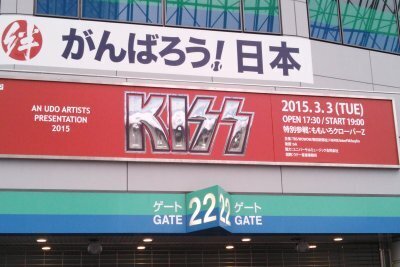 絆 がんばろう!日本
AN UDO ARTISTS
PRESENTATION
2015
KISS
2015.3.3(TUE)
OPEN 17:30/START 19:00
特別参戦:ももいろクローバーZ
ゲート 22 22 ゲート
GATE GATE